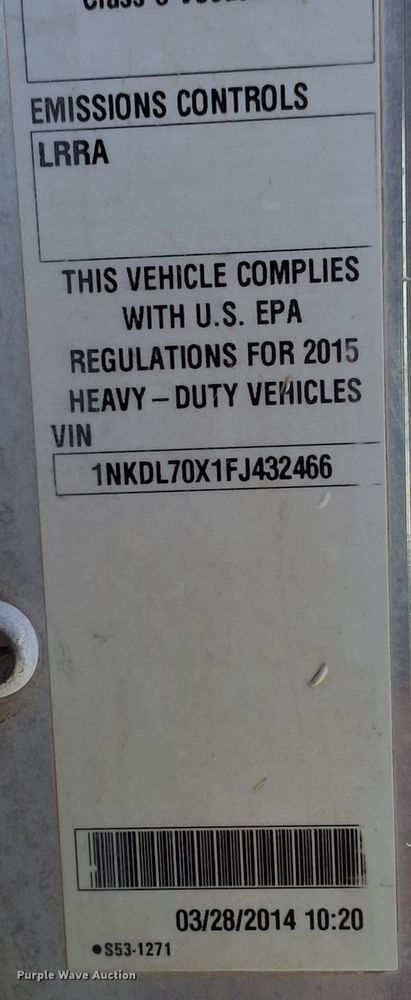 EMISSIONS CONTROLS
LRRA
THIS VEHICLE COMPLIES
WITH U.S. EPA
REGULATIONS FOR 2015
HEAVY – DUTY VEHICLES
VIN
1NKDL70X1FJ432466
03/28/2014 10:20
●S53-1271
Purple Wave Auction